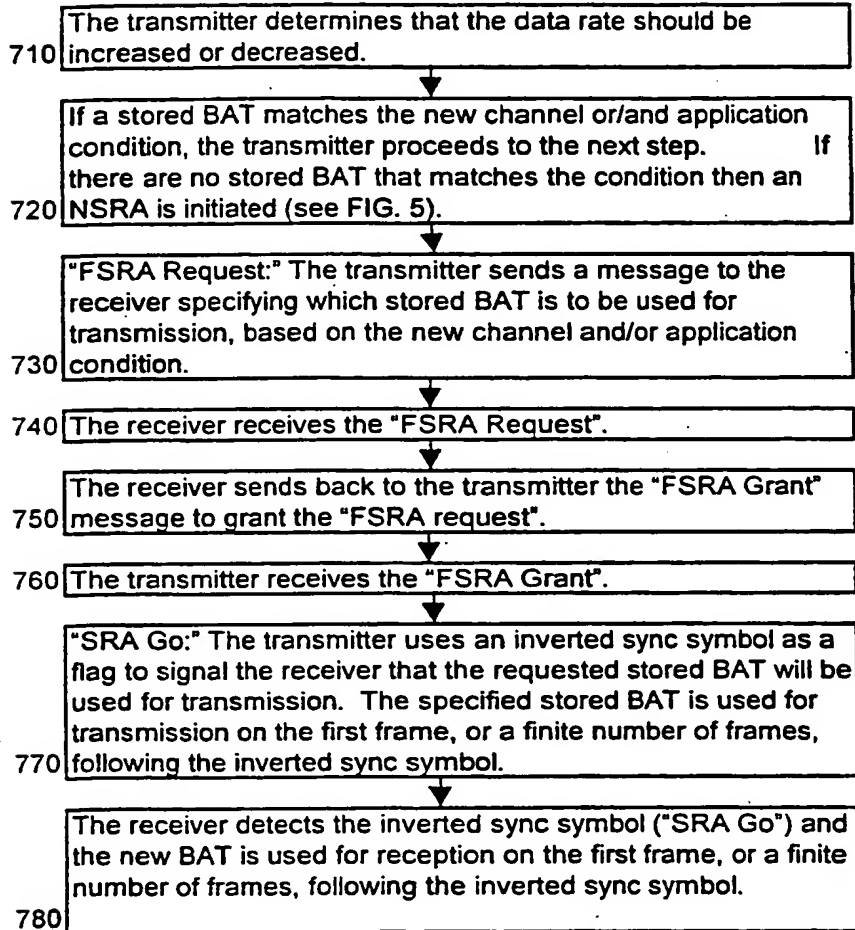 The transmitter determines that the data rate should be
710 increased or decreased.
If a stored BAT matches the new channel or/and application
condition, the transmitter proceeds to the next step. If
there are no stored BAT that matches the condition then an
720 NSRA is initiated (see FIG. 5).
"FSRA Request:" The transmitter sends a message to the
receiver specifying which stored BAT is to be used for
transmission, based on the new channel and/or application
730 condition.
740 The receiver receives the "FSRA Request".
The receiver sends back to the transmitter the "FSRA Grant"
750 message to grant the "FSRA request".
760 The transmitter receives the "FSRA Grant".
"SRA Go:" The transmitter uses an inverted sync symbol as a
flag to signal the receiver that the requested stored BAT will be
used for transmission. The specified stored BAT is used for
transmission on the first frame, or a finite number of frames,
770 following the inverted sync symbol.
The receiver detects the inverted sync symbol ("SRA Go") and
the new BAT is used for reception on the first frame, or a finite
number of frames, following the inverted sync symbol.
780